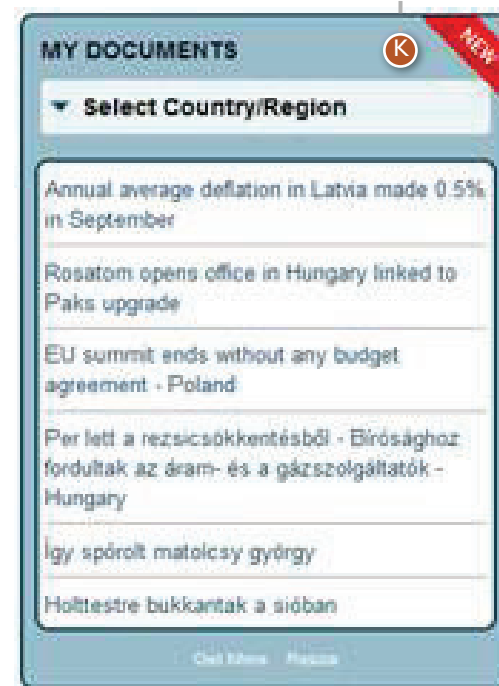 K
NEW
MY DOCUMENTS
Select Country/Region
Annual average deflation in Latvia made 0.5%
in September
Rosatom opens office in Hungary linked to
Paks upgrade
EU summit ends without any budget
agreement - Poland
Per lett a rezsicsökkentésből - Bírósághoz
fordultak az áram- és a gázszolgáltatók -
Hungary
Így spórolt matolcsy györgy
Holttestre bukkantak a sióban
Get More